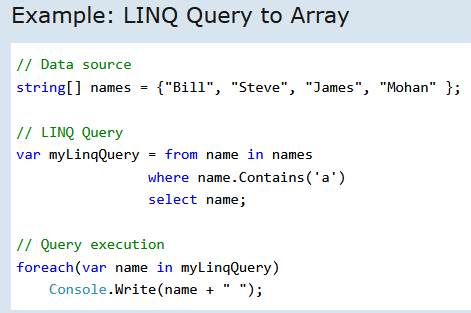 Example: LINQ Query to Array
// Data source
string[] names = {"Bill", "Steve", "James", "Mohan" };
// LINQ Query
var myLinqQuery = from name in names
where name.Contains('a')
select name;
// Query execution
foreach(var name in myLinqQuery)
Console.Write(name + " ");